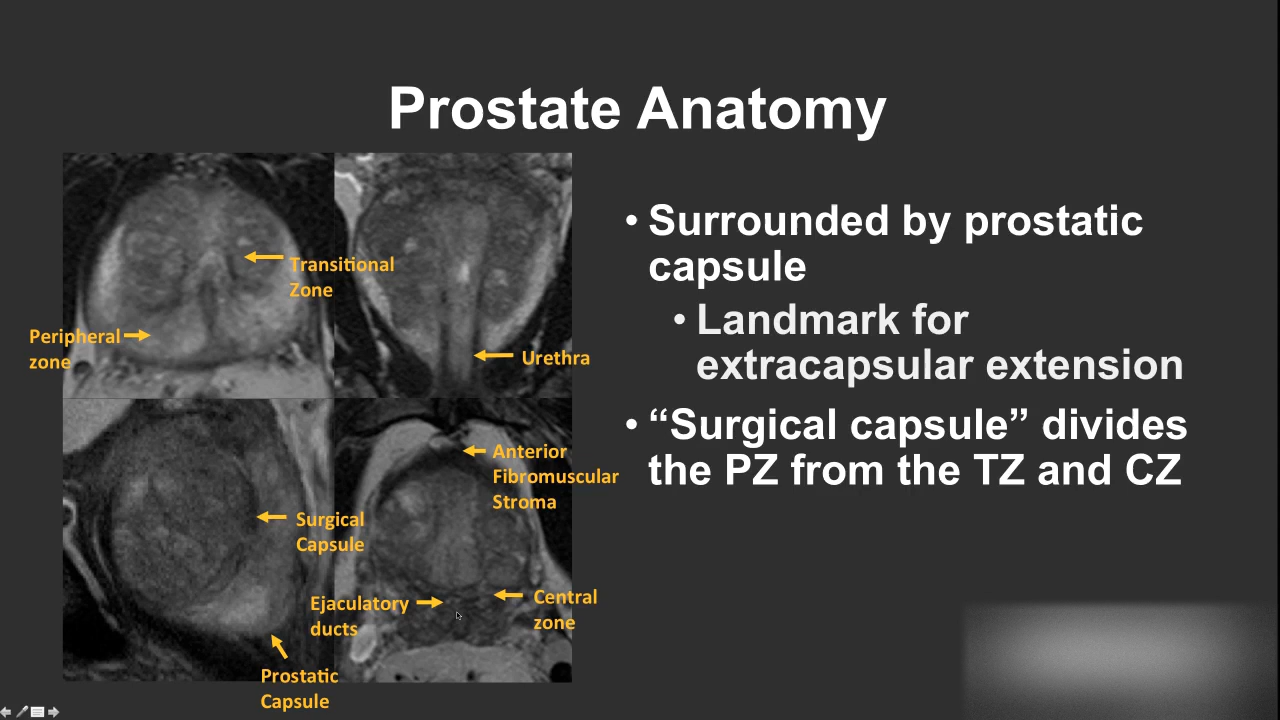 Prostate Anatomy
Transitional
Zone
Peripheral
zone
Urethra
Anterior
Fibromuscular
Stroma
Surgical
Capsule
Ejaculatory
ducts
Central
zone
Prostatic
Capsule
• Surrounded by prostatic
capsule
• Landmark for
extracapsular extension
• “Surgical capsule” divides
the PZ from the TZ and CZ